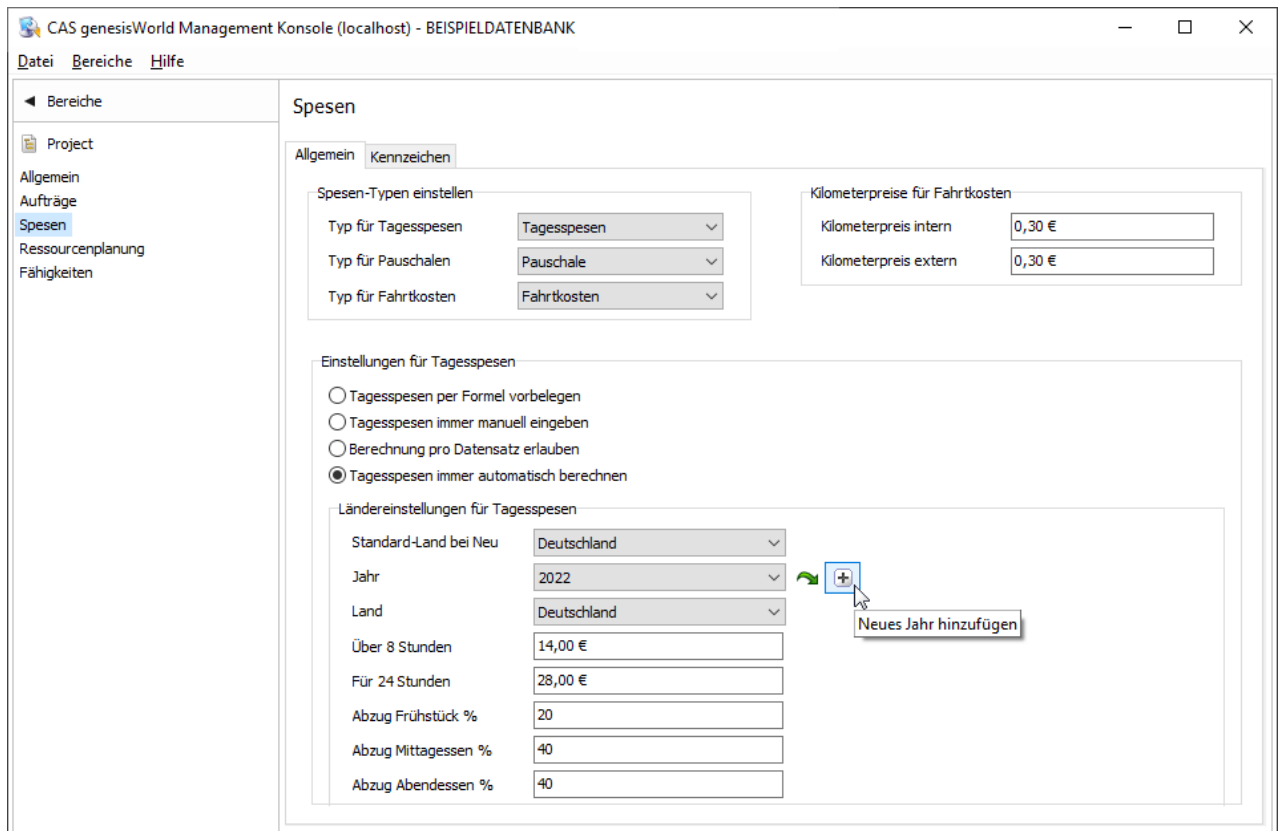 CAS genesisWorld Management Konsole (localhost) - BEISPIELDATENBANK
Datei Bereiche Hilfe
Bereiche
Project
Allgemein
Aufträge
Spesen
Ressourcenplanung
Fähigkeiten
Spesen
Allgemein Kennzeichen
Spesen-Typen einstellen
Typ für Tagesspesen Tagesspesen
Typ für Pauschalen Pauschale
Typ für Fahrtkosten Fahrtkosten
Kilometerpreise für Fahrtkosten
Kilometerpreis intern 0,30 €
Kilometerpreis extern 0,30 €
Einstellungen für Tagesspesen
Tagesspesen per Formel vorbelegen
Tagesspesen immer manuell eingeben
Berechnung pro Datensatz erlauben
Tagesspesen immer automatisch berechnen
Ländereinstellungen für Tagesspesen
Standard-Land bei Neu Deutschland
Jahr 2022
Land Deutschland
Neues Jahr hinzufügen
Über 8 Stunden 14,00 €
Für 24 Stunden 28,00 €
Abzug Frühstück % 20
Abzug Mittagessen % 40
Abzug Abendessen % 40